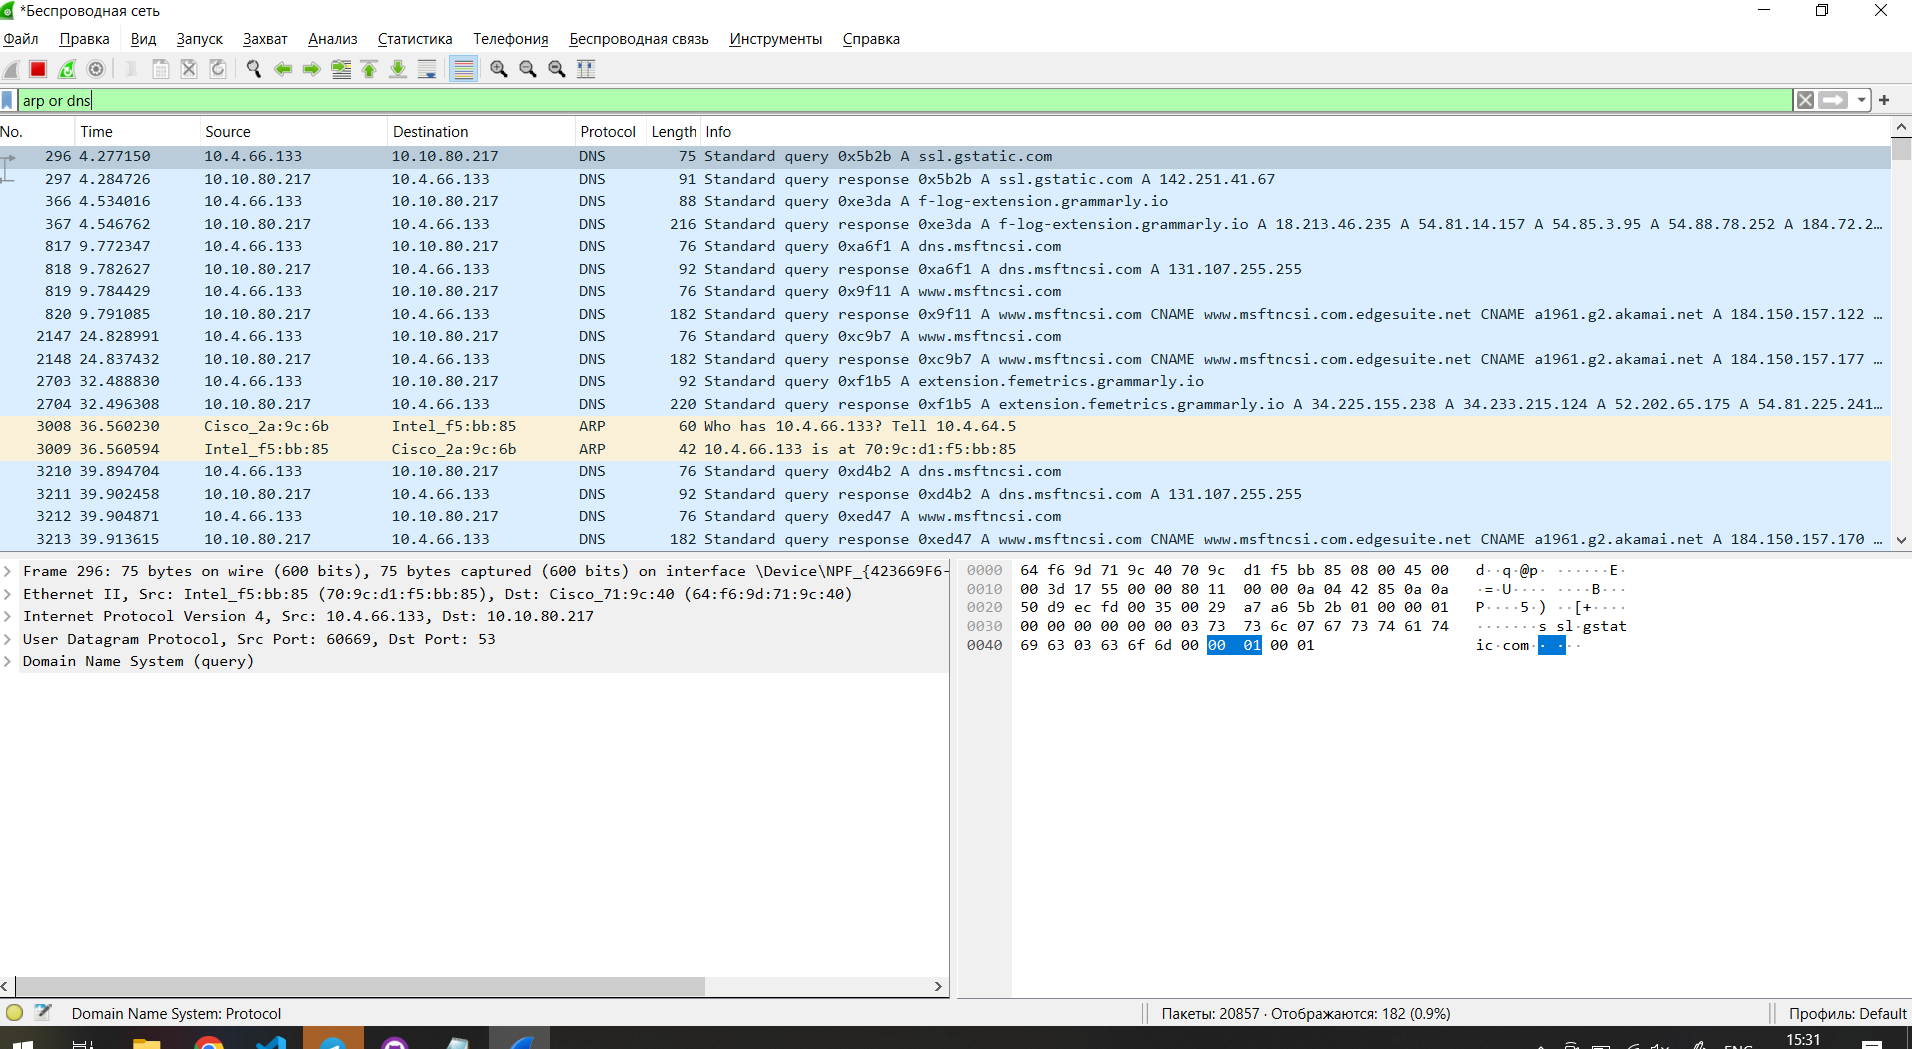 *Беспроводная сеть
Файл Правка Вид Запуск Захват Анализ Статистика Телефония Беспроводная связь Инструменты Справка
arp or dns
No. Time Source Destination Protocol Length Info
296 4.277150 10.4.66.133 10.10.80.217 DNS 75 Standard query 0x5b2b A ssl.gstatic.com
297 4.284726 10.10.80.217 10.4.66.133 DNS 91 Standard query response 0x5b2b A ssl.gstatic.com A 142.251.41.67
366 4.534016 10.4.66.133 10.10.80.217 DNS 88 Standard query 0xe3da A f-log-extension.grammarly.io
367 4.546762 10.10.80.217 10.4.66.133 DNS 216 Standard query response 0xe3da A f-log-extension.grammarly.io A 18.213.46.235 A 54.81.14.157 A 54.85.3.95 A 54.88.78.252 A 184.72.2…
817 9.772347 10.4.66.133 10.10.80.217 DNS 76 Standard query 0xa6f1 A dns.msftncsi.com
818 9.782627 10.10.80.217 10.4.66.133 DNS 92 Standard query response 0xa6f1 A dns.msftncsi.com A 131.107.255.255
819 9.784429 10.4.66.133 10.10.80.217 DNS 76 Standard query 0x9f11 A www.msftncsi.com
820 9.791085 10.10.80.217 10.4.66.133 DNS 182 Standard query response 0x9f11 A www.msftncsi.com CNAME www.msftncsi.com.edgesuite.net CNAME a1961.g2.akamai.net A 184.150.157.122 …
2147 24.828991 10.4.66.133 10.10.80.217 DNS 76 Standard query 0xc9b7 A www.msftncsi.com
2148 24.837432 10.10.80.217 10.4.66.133 DNS 182 Standard query response 0xc9b7 A www.msftncsi.com CNAME www.msftncsi.com.edgesuite.net CNAME a1961.g2.akamai.net A 184.150.157.177 …
2703 32.488830 10.4.66.133 10.10.80.217 DNS 92 Standard query 0xf1b5 A extension.femetrics.grammarly.io
2704 32.496308 10.10.80.217 10.4.66.133 DNS 220 Standard query response 0xf1b5 A extension.femetrics.grammarly.io A 34.225.155.238 A 34.233.215.124 A 52.202.65.175 A 54.81.225.241…
3008 36.560230 Cisco_2a:9c:6b Intel_f5:bb:85 ARP 60 Who has 10.4.66.133? Tell 10.4.64.5
3009 36.560594 Intel_f5:bb:85 Cisco_2a:9c:6b ARP 42 10.4.66.133 is at 70:9c:d1:f5:bb:85
3210 39.894704 10.4.66.133 10.10.80.217 DNS 76 Standard query 0xd4b2 A dns.msftncsi.com
3211 39.902458 10.10.80.217 10.4.66.133 DNS 92 Standard query response 0xd4b2 A dns.msftncsi.com A 131.107.255.255
3212 39.904871 10.4.66.133 10.10.80.217 DNS 76 Standard query 0xed47 A www.msftncsi.com
3213 39.913615 10.10.80.217 10.4.66.133 DNS 182 Standard query response 0xed47 A www.msftncsi.com CNAME www.msftncsi.com.edgesuite.net CNAME a1961.g2.akamai.net A 184.150.157.170 …
Frame 296: 75 bytes on wire (600 bits), 75 bytes captured (600 bits) on interface \Device\NPF_{423669F6-
Ethernet II, Src: Intel_f5:bb:85 (70:9c:d1:f5:bb:85), Dst: Cisco_71:9c:40 (64:f6:9d:71:9c:40)
Internet Protocol Version 4, Src: 10.4.66.133, Dst: 10.10.80.217
User Datagram Protocol, Src Port: 60669, Dst Port: 53
Domain Name System (query)
0000 64 f6 9d 71 9c 40 70 9c d1 f5 bb 85 08 00 45 00 d··q·@p· ······E·
0010 00 3d 17 55 00 00 80 11 00 00 0a 04 42 85 0a 0a ·=·U···· ····B···
0020 50 d9 ec fd 00 35 00 29 a7 a6 5b 2b 01 00 00 01 P····5·) ··[+····
0030 00 00 00 00 00 00 03 73 73 6c 07 67 73 74 61 74 ·······s sl·gstat
0040 69 63 03 63 6f 6d 00 00 01 00 01 ic·com·· ···
Domain Name System: Protocol
Пакеты: 20857 · Отображаются: 182 (0.9%)
Профиль: Default
15:31